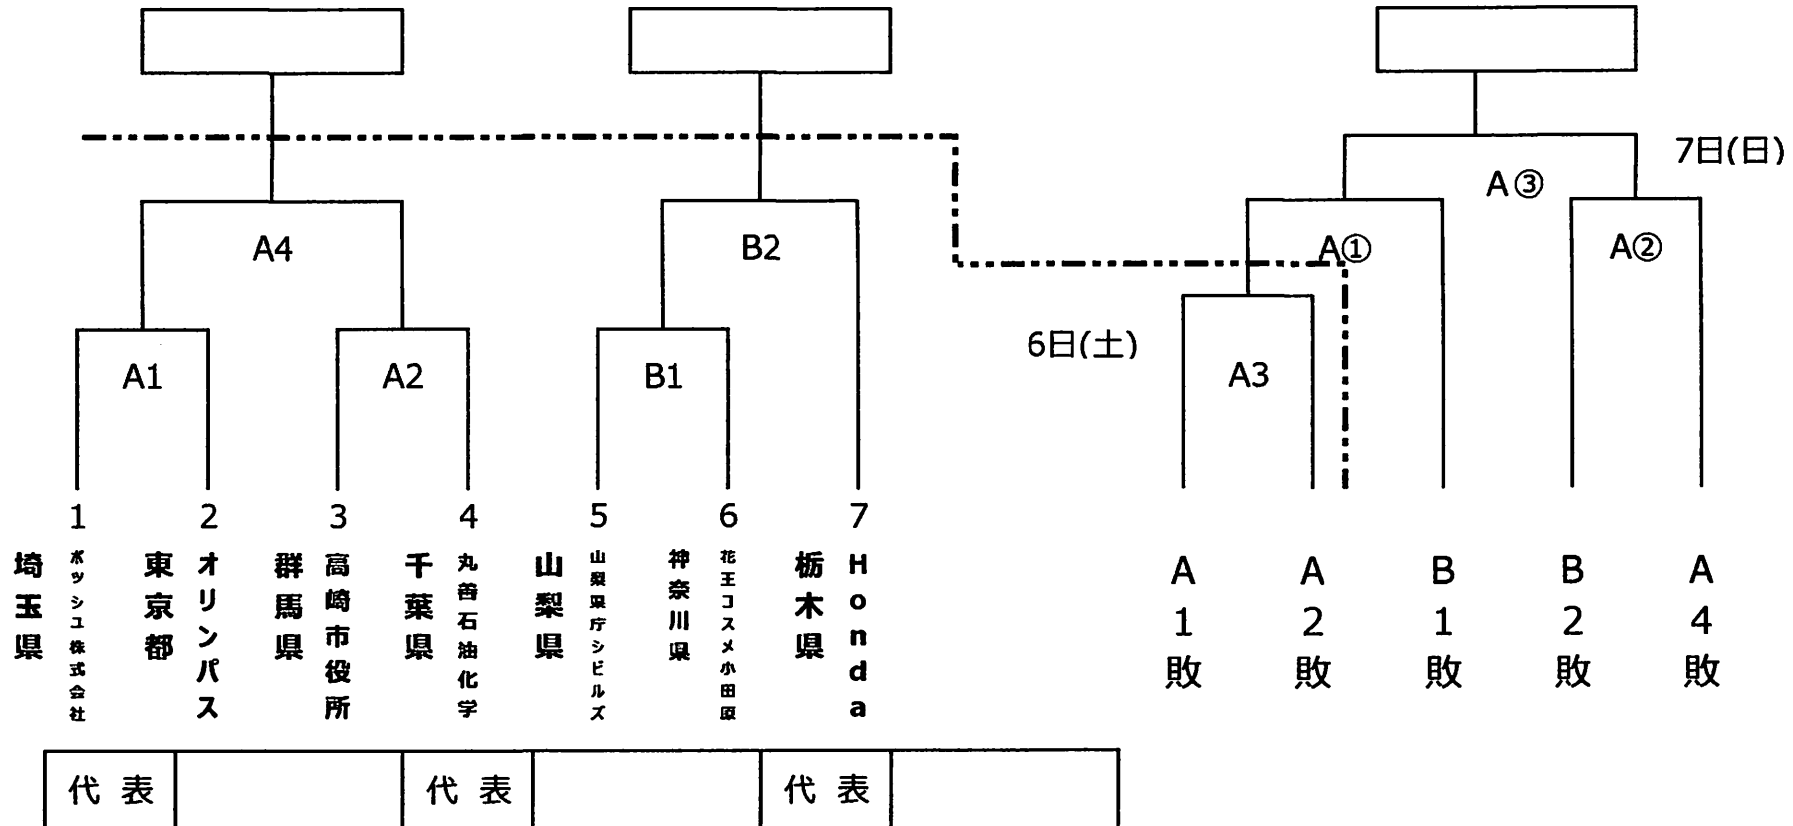 7日(日)
A③
A4
B2
A①
A②
6日(土)
A1
A2
B1
A3
1
2
3
4
5
6
7
埼玉県
ボッシュ株式会社
東京都
オリンパス
群馬県
高崎市役所
千葉県
丸善石油化学
山梨県
山梨県庁シビルズ
神奈川県
花王コスメ小田原
栃木県
Honda
A1敗
A2敗
B1敗
B2敗
A4敗
代表
代表
代表